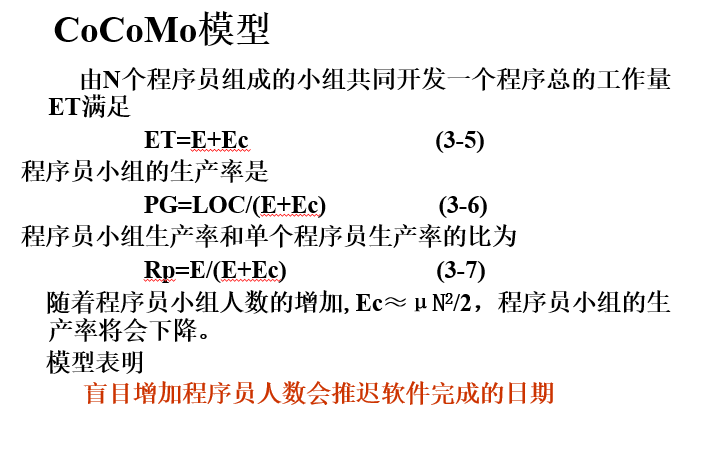 CoCoMo模型
由N个程序员组成的小组共同开发一个程序总的工作量
ET满足
ET=E+Ec (3-5)
程序员小组的生产率是
PG=LOC/(E+Ec) (3-6)
程序员小组生产率和单个程序员生产率的比为
Rp=E/(E+Ec) (3-7)
随着程序员小组人数的增加, Ec≈μN²/2，程序员小组的生
产率将会下降。
模型表明
盲目增加程序员人数会推迟软件完成的日期